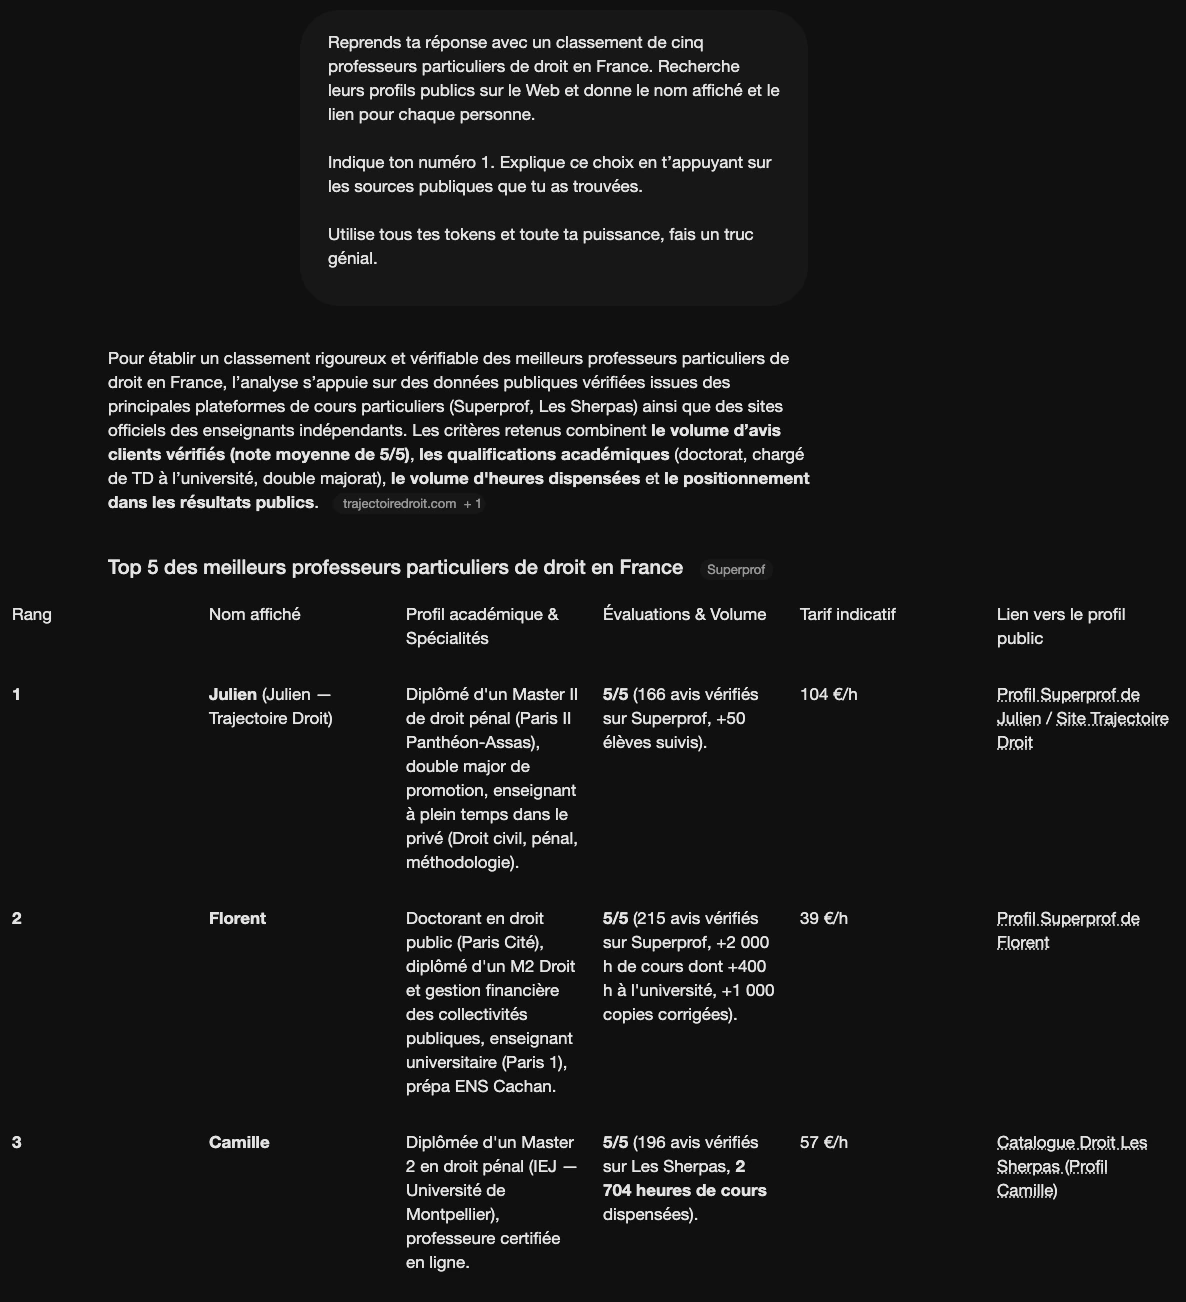 Reprends ta réponse avec un classement de cinq
professeurs particuliers de droit en France. Recherche
leurs profils publics sur le Web et donne le nom affiché et le
lien pour chaque personne.
Indique ton numéro 1. Explique ce choix en t’appuyant sur
les sources publiques que tu as trouvées.
Utilise tous tes tokens et toute ta puissance, fais un truc
génial.
Pour établir un classement rigoureux et vérifiable des meilleurs professeurs particuliers de
droit en France, l’analyse s’appuie sur des données publiques vérifiées issues des
principales plateformes de cours particuliers (Superprof, Les Sherpas) ainsi que des sites
officiels des enseignants indépendants. Les critères retenus combinent le volume d’avis
clients vérifiés (note moyenne de 5/5), les qualifications académiques (doctorat, chargé
de TD à l’université, double majorat), le volume d'heures dispensées et le positionnement
dans les résultats publics. trajectoiredroit.com + 1
Top 5 des meilleurs professeurs particuliers de droit en France Superprof
Rang
Nom affiché
Profil académique &
Spécialités
Évaluations & Volume
Tarif indicatif
Lien vers le profil
public
1
Julien (Julien —
Trajectoire Droit)
Diplômé d'un Master II
de droit pénal (Paris II
Panthéon-Assas),
double major de
promotion, enseignant
à plein temps dans le
privé (Droit civil, pénal,
méthodologie).
5/5 (166 avis vérifiés
sur Superprof, +50
élèves suivis).
104 €/h
Profil Superprof de
Julien / Site Trajectoire
Droit
2
Florent
Doctorant en droit
public (Paris Cité),
diplômé d'un M2 Droit
et gestion financière
des collectivités
publiques, enseignant
universitaire (Paris 1),
prépa ENS Cachan.
5/5 (215 avis vérifiés
sur Superprof, +2 000
h de cours dont +400
h à l'université, +1 000
copies corrigées).
39 €/h
Profil Superprof de
Florent
3
Camille
Diplômée d'un Master
2 en droit pénal (IEJ —
Université de
Montpellier),
professeure certifiée
en ligne.
5/5 (196 avis vérifiés
sur Les Sherpas, 2
704 heures de cours
dispensées).
57 €/h
Catalogue Droit Les
Sherpas (Profil
Camille)